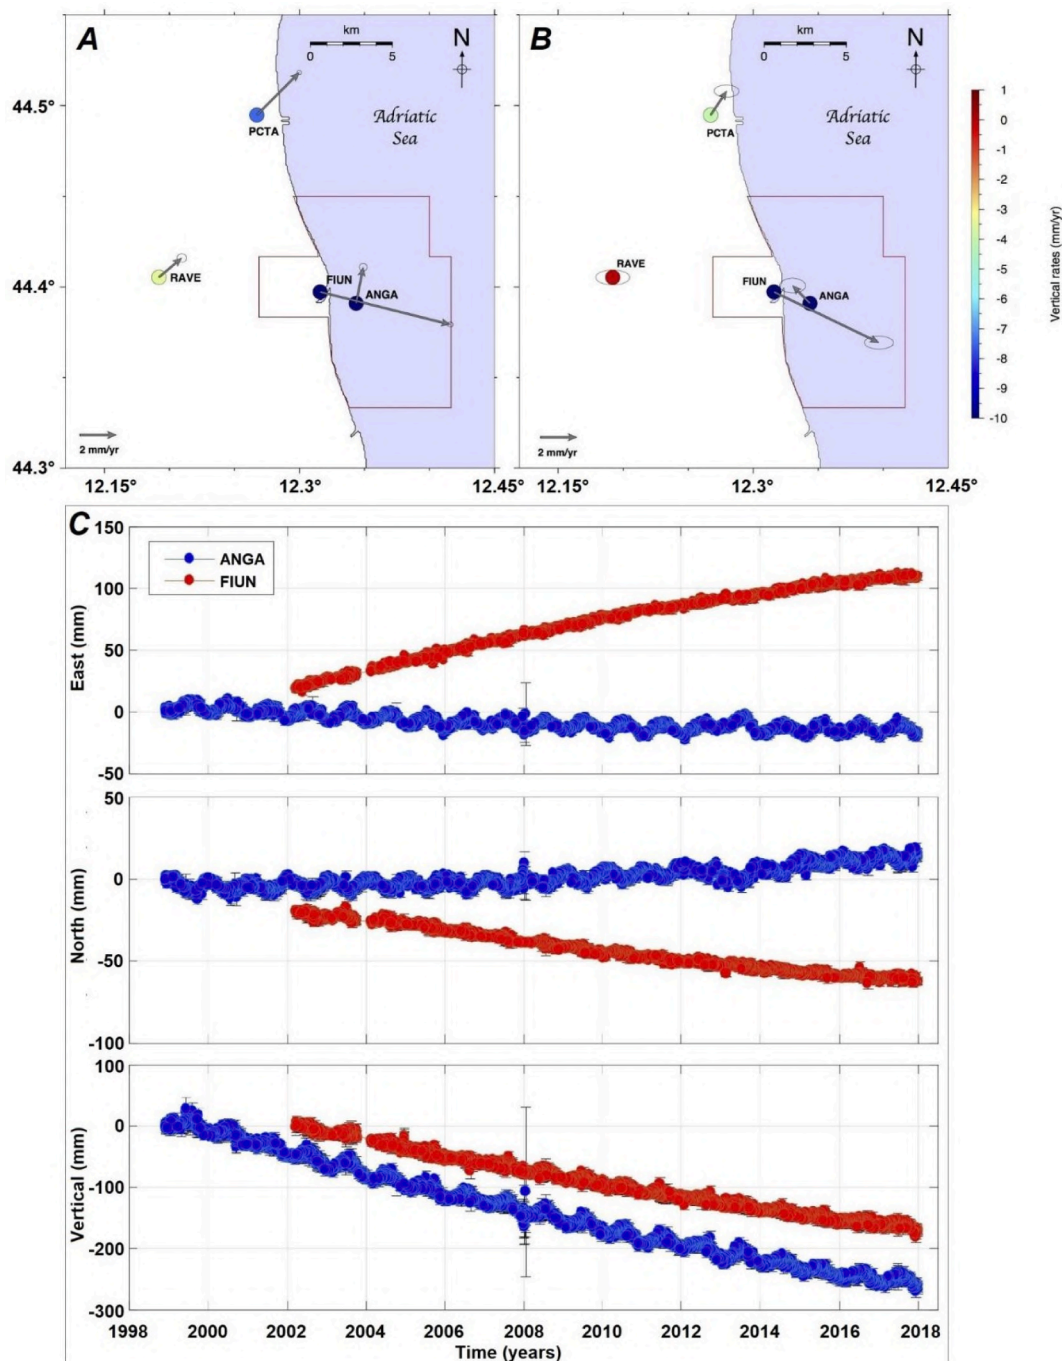 A
km
0 5
N
Adriatic
Sea
PCTA
RAVE
FIUN
ANGA
2 mm/yr
44.5°
44.4°
44.3°
12.15° 12.3° 12.45°
B
km
0 5
N
Adriatic
Sea
PCTA
RAVE
FIUN
ANGA
2 mm/yr
12.15° 12.3° 12.45°
1
0
-1
-2
-3
-4
-5
-6
-7
-8
-9
-10
Vertical rates (mm/yr)
C
ANGA
FIUN
150
100
50
0
-50
East (mm)
50
0
-50
-100
North (mm)
100
0
-100
-200
-300
Vertical (mm)
1998 2000 2002 2004 2006 2008 2010 2012 2014 2016 2018
Time (years)